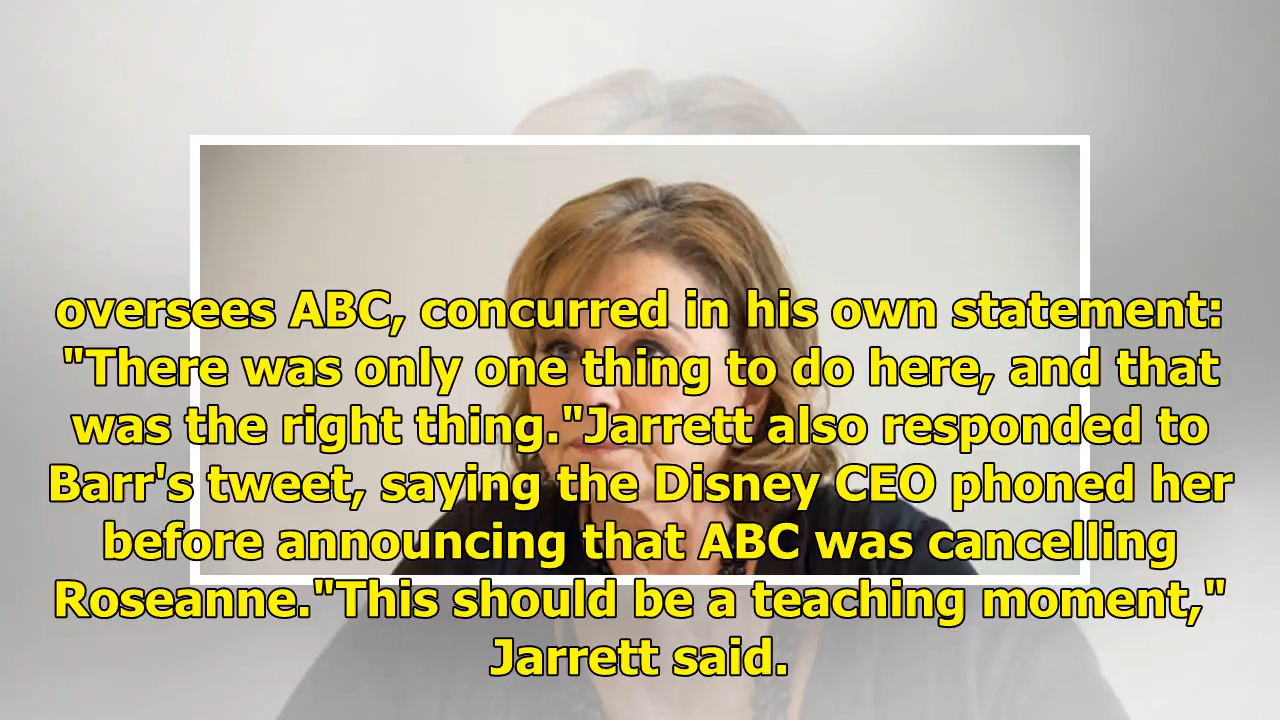 oversees ABC, concurred in his own statement:
"There was only one thing to do here, and that
was the right thing."Jarrett also responded to
Barr's tweet, saying the Disney CEO phoned her
before announcing that ABC was cancelling
Roseanne."This should be a teaching moment,"
Jarrett said.